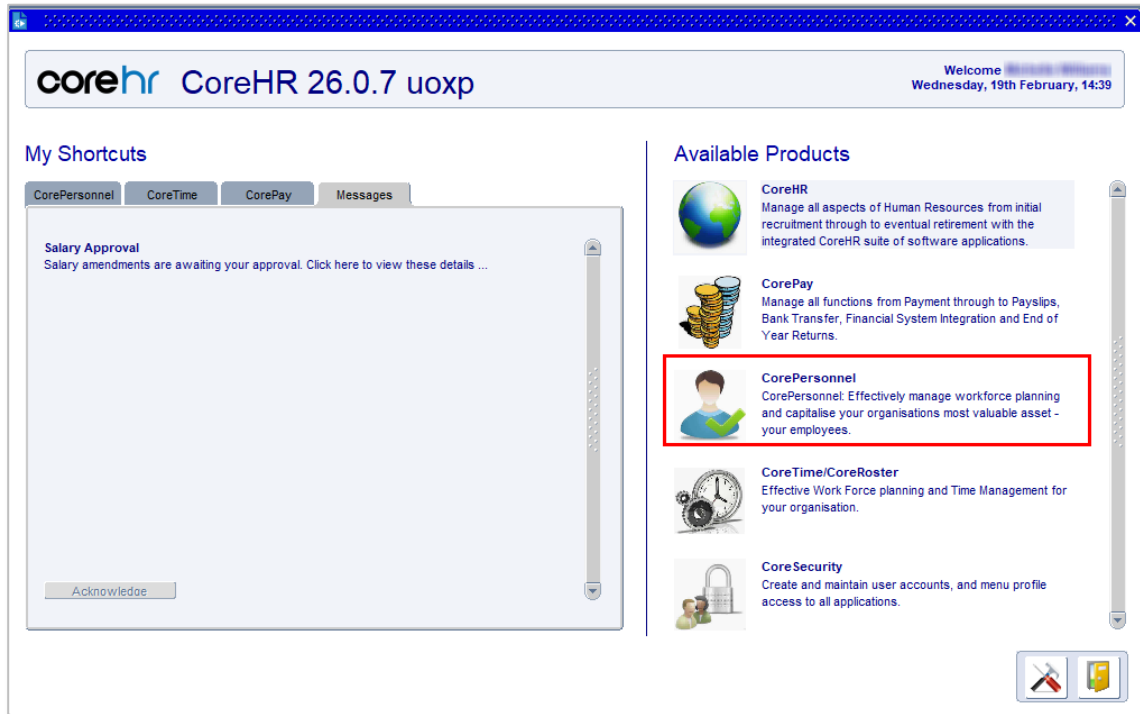 corehr CoreHR 26.0.7 uoxp
Welcome
Wednesday, 19th February, 14:39
My Shortcuts
CorePersonnel CoreTime CorePay Messages
Salary Approval
Salary amendments are awaiting your approval. Click here to view these details ...
Acknowledge
Available Products
CoreHR
Manage all aspects of Human Resources from initial
recruitment through to eventual retirement with the
integrated CoreHR suite of software applications.
CorePay
Manage all functions from Payment through to Payslips,
Bank Transfer, Financial System Integration and End of
Year Returns.
CorePersonnel
CorePersonnel: Effectively manage workforce planning
and capitalise your organisations most valuable asset -
your employees.
CoreTime/CoreRoster
Effective Work Force planning and Time Management for
your organisation.
CoreSecurity
Create and maintain user accounts, and menu profile
access to all applications.